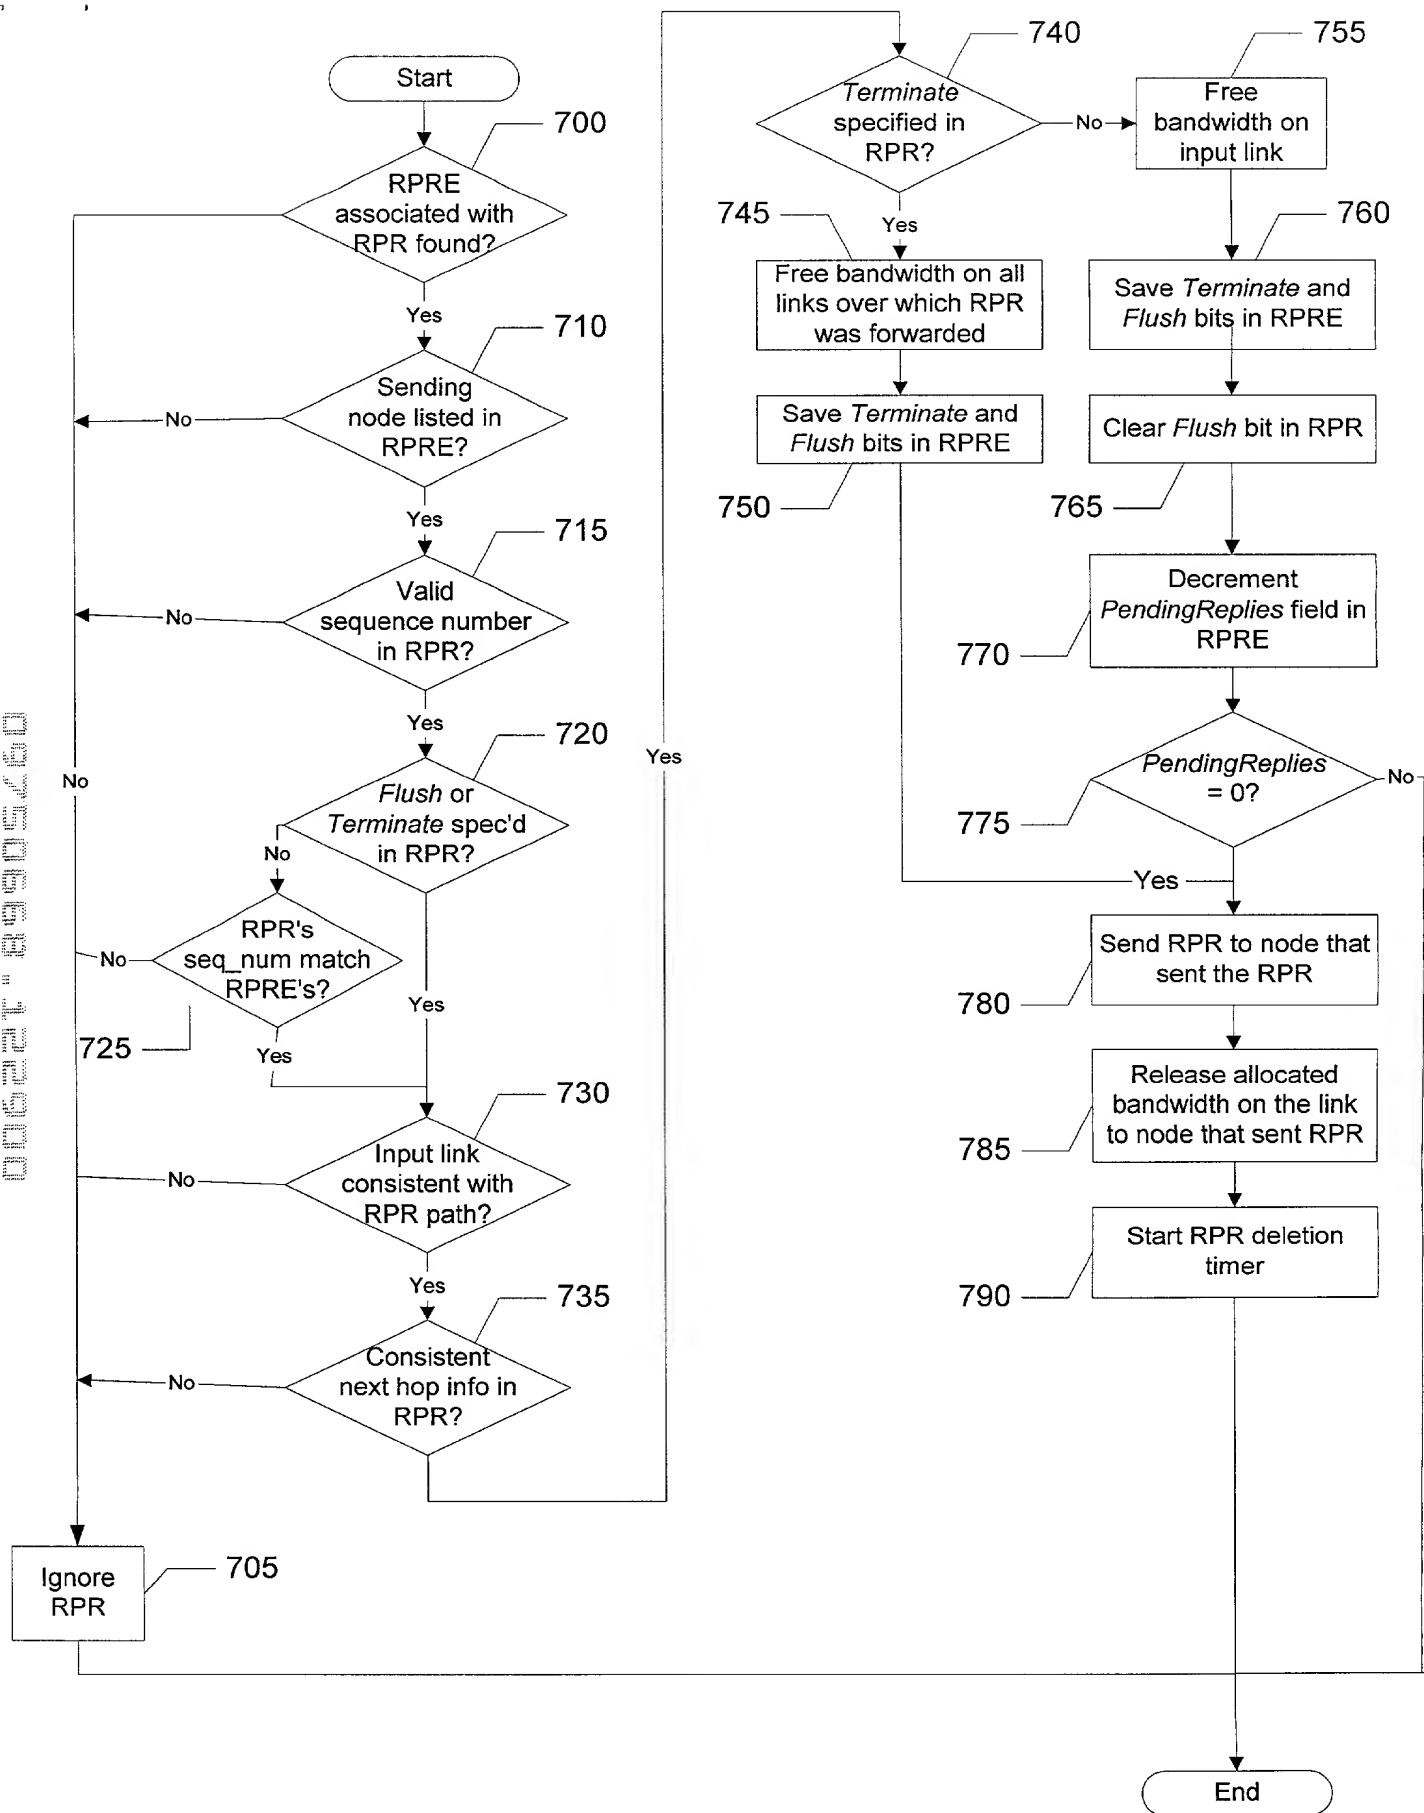 Start
700
RPRE
associated with
RPR found?
Yes
710
Sending
node listed in
RPRE?
No
Yes
715
Valid
sequence number
in RPR?
No
Yes
720
Flush or
Terminate spec'd
in RPR?
No
No
RPR's
seq_num match
RPRE's?
No
725
Yes
Yes
730
Input link
consistent with
RPR path?
No
Yes
735
Consistent
next hop info in
RPR?
No
Yes
Ignore
RPR
705
740
Terminate
specified in
RPR?
No
Yes
745
Free bandwidth on all
links over which RPR
was forwarded
Save Terminate and
Flush bits in RPRE
750
755
Free
bandwidth on
input link
760
Save Terminate and
Flush bits in RPRE
Clear Flush bit in RPR
765
Decrement
PendingReplies field in
RPRE
770
PendingReplies
= 0?
No
775
Yes
Send RPR to node that
sent the RPR
780
Release allocated
bandwidth on the link
to node that sent RPR
785
Start RPR deletion
timer
790
End